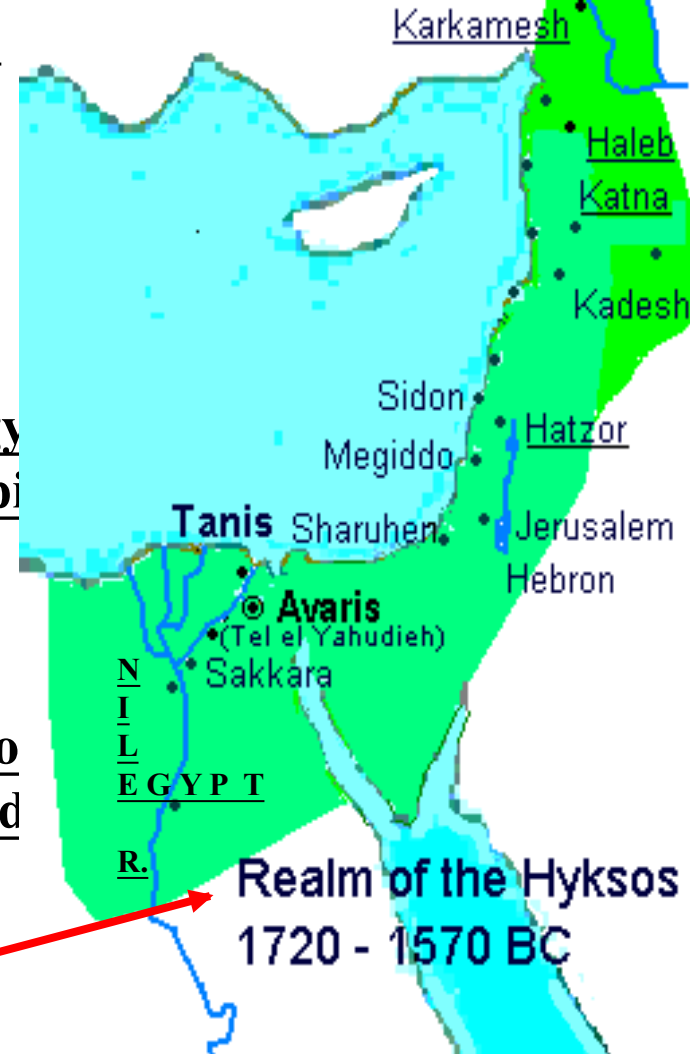 Karkamesh
Haleb
Katna
Kadesh
Sidon
Hatzor
Megiddo
Tanis
Sharuhen
Jerusalem
Hebron
Avaris
(Tel el Yahudieh)
Sakkara
N
I
L
E G Y P T
R.
Realm of the Hyksos
1720 - 1570 BC